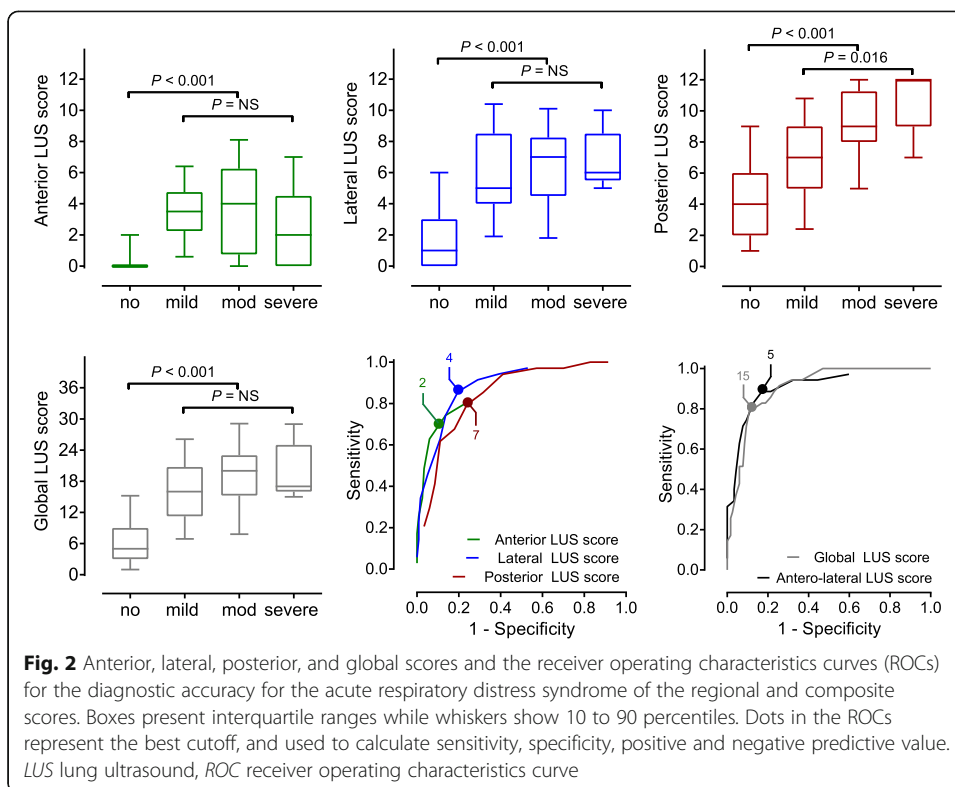 P < 0.001
P = NS
Anterior LUS score
12
10
8
6
4
2
0
no mild mod severe
P < 0.001
P = NS
Lateral LUS score
12
10
8
6
4
2
0
no mild mod severe
P < 0.001
P = 0.016
Posterior LUS score
12
10
8
6
4
2
0
no mild mod severe
P < 0.001
P = NS
Global LUS score
36
30
24
18
12
6
0
no mild mod severe
Sensitivity
1.0
0.8
0.6
0.4
0.2
0.0
4
2
7
Anterior LUS score
Lateral LUS score
Posterior LUS score
0.0 0.2 0.4 0.6 0.8 1.0
1 - Specificity
Sensitivity
1.0
0.8
0.6
0.4
0.2
0.0
5
15
Global LUS score
Antero-lateral LUS score
0.0 0.2 0.4 0.6 0.8 1.0
1 - Specificity
Fig. 2 Anterior, lateral, posterior, and global scores and the receiver operating characteristics curves (ROCs)
for the diagnostic accuracy for the acute respiratory distress syndrome of the regional and composite
scores. Boxes present interquartile ranges while whiskers show 10 to 90 percentiles. Dots in the ROCs
represent the best cutoff, and used to calculate sensitivity, specificity, positive and negative predictive value.
LUS lung ultrasound, ROC receiver operating characteristics curve